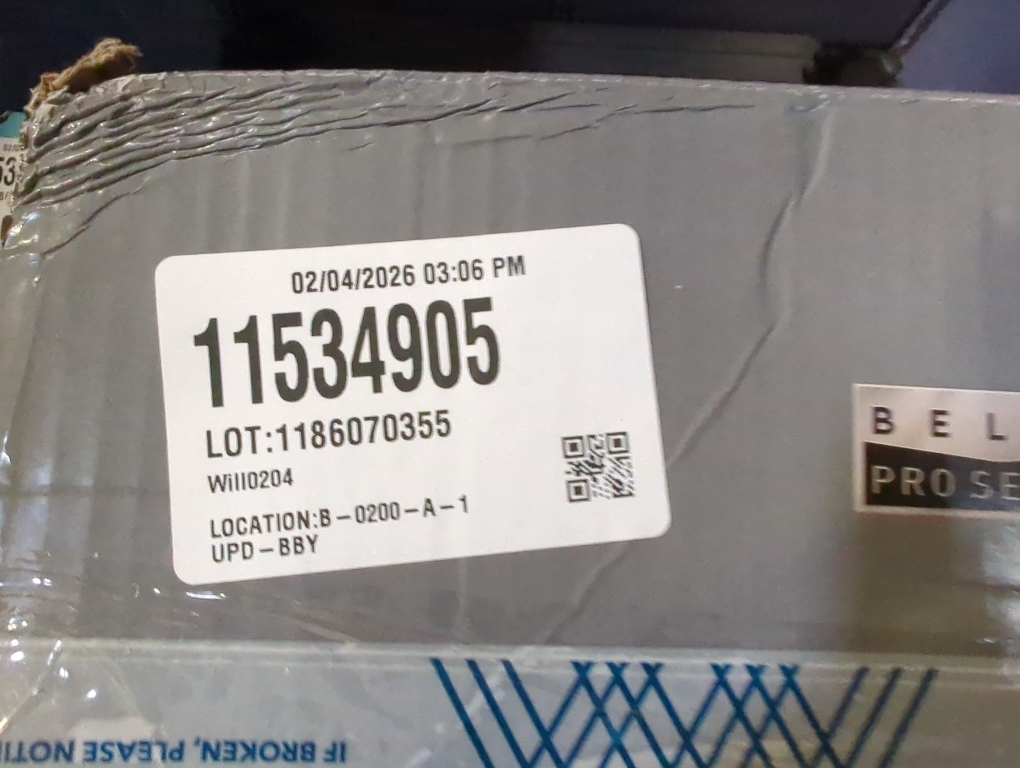 02/04/2026 03:06 PM
11534905
LOT:1186070355
Will0204
LOCATION:B-0200-A-1
UPD-BBY
BEL
PRO SE
IF BROKEN, PLEASE NOTI